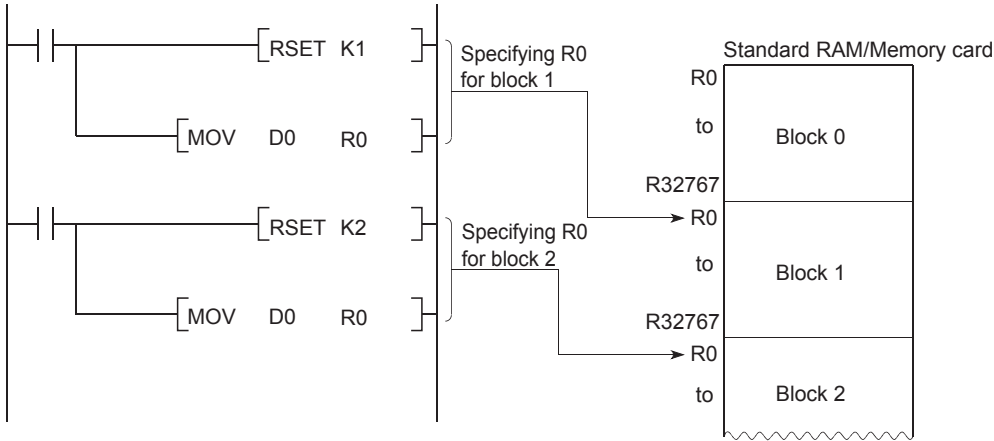 RSET K1
MOV D0 R0
Specifying R0
for block 1
RSET K2
MOV D0 R0
Specifying R0
for block 2
Standard RAM/Memory card
R0
to
Block 0
R32767
R0
to
Block 1
R32767
R0
to
Block 2